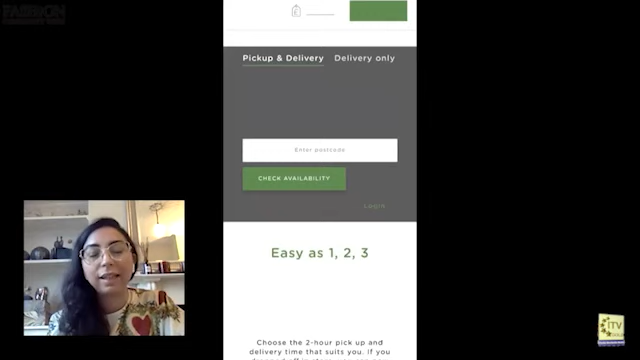 FASHION
Pickup & Delivery
Delivery only
Enter postcode
CHECK AVAILABILITY
Login
Easy as 1, 2, 3
Choose the 2-hour pick up and
delivery time that suits you. If you
iTV